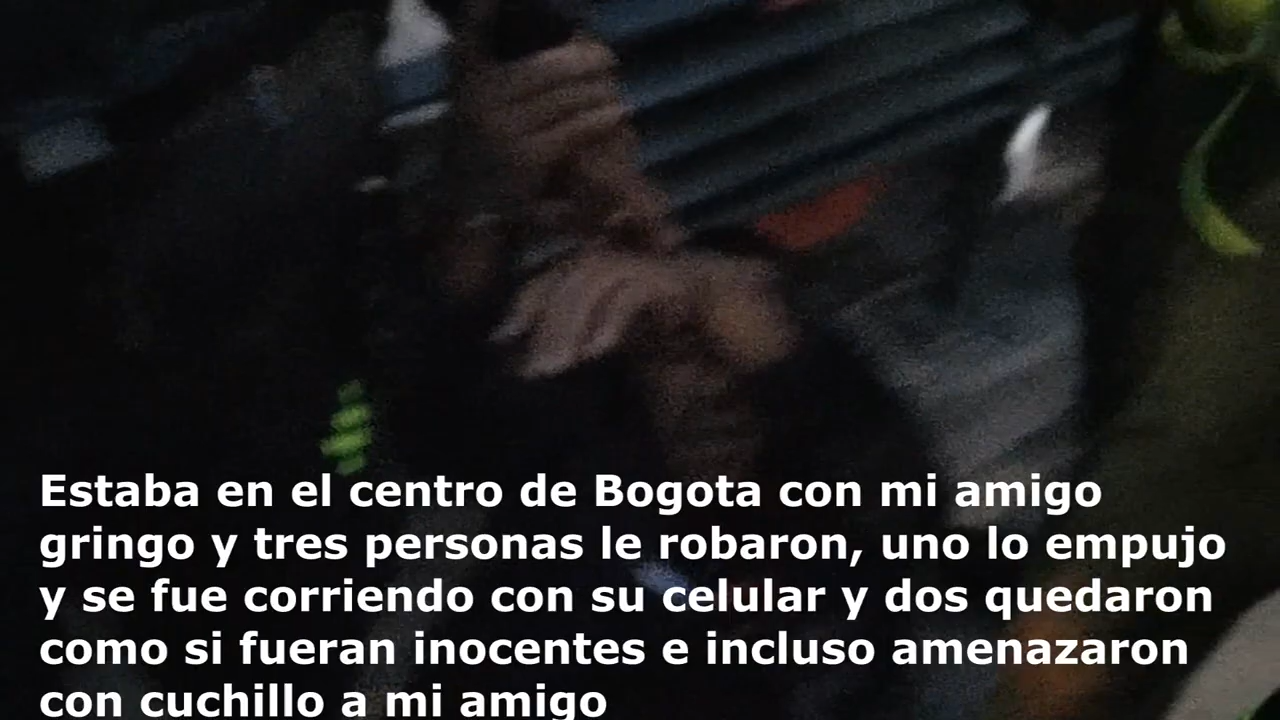 Estaba en el centro de Bogota con mi amigo
gringo y tres personas le robaron, uno lo empujo
y se fue corriendo con su celular y dos quedaron
como si fueran inocentes e incluso amenazaron
con cuchillo a mi amigo